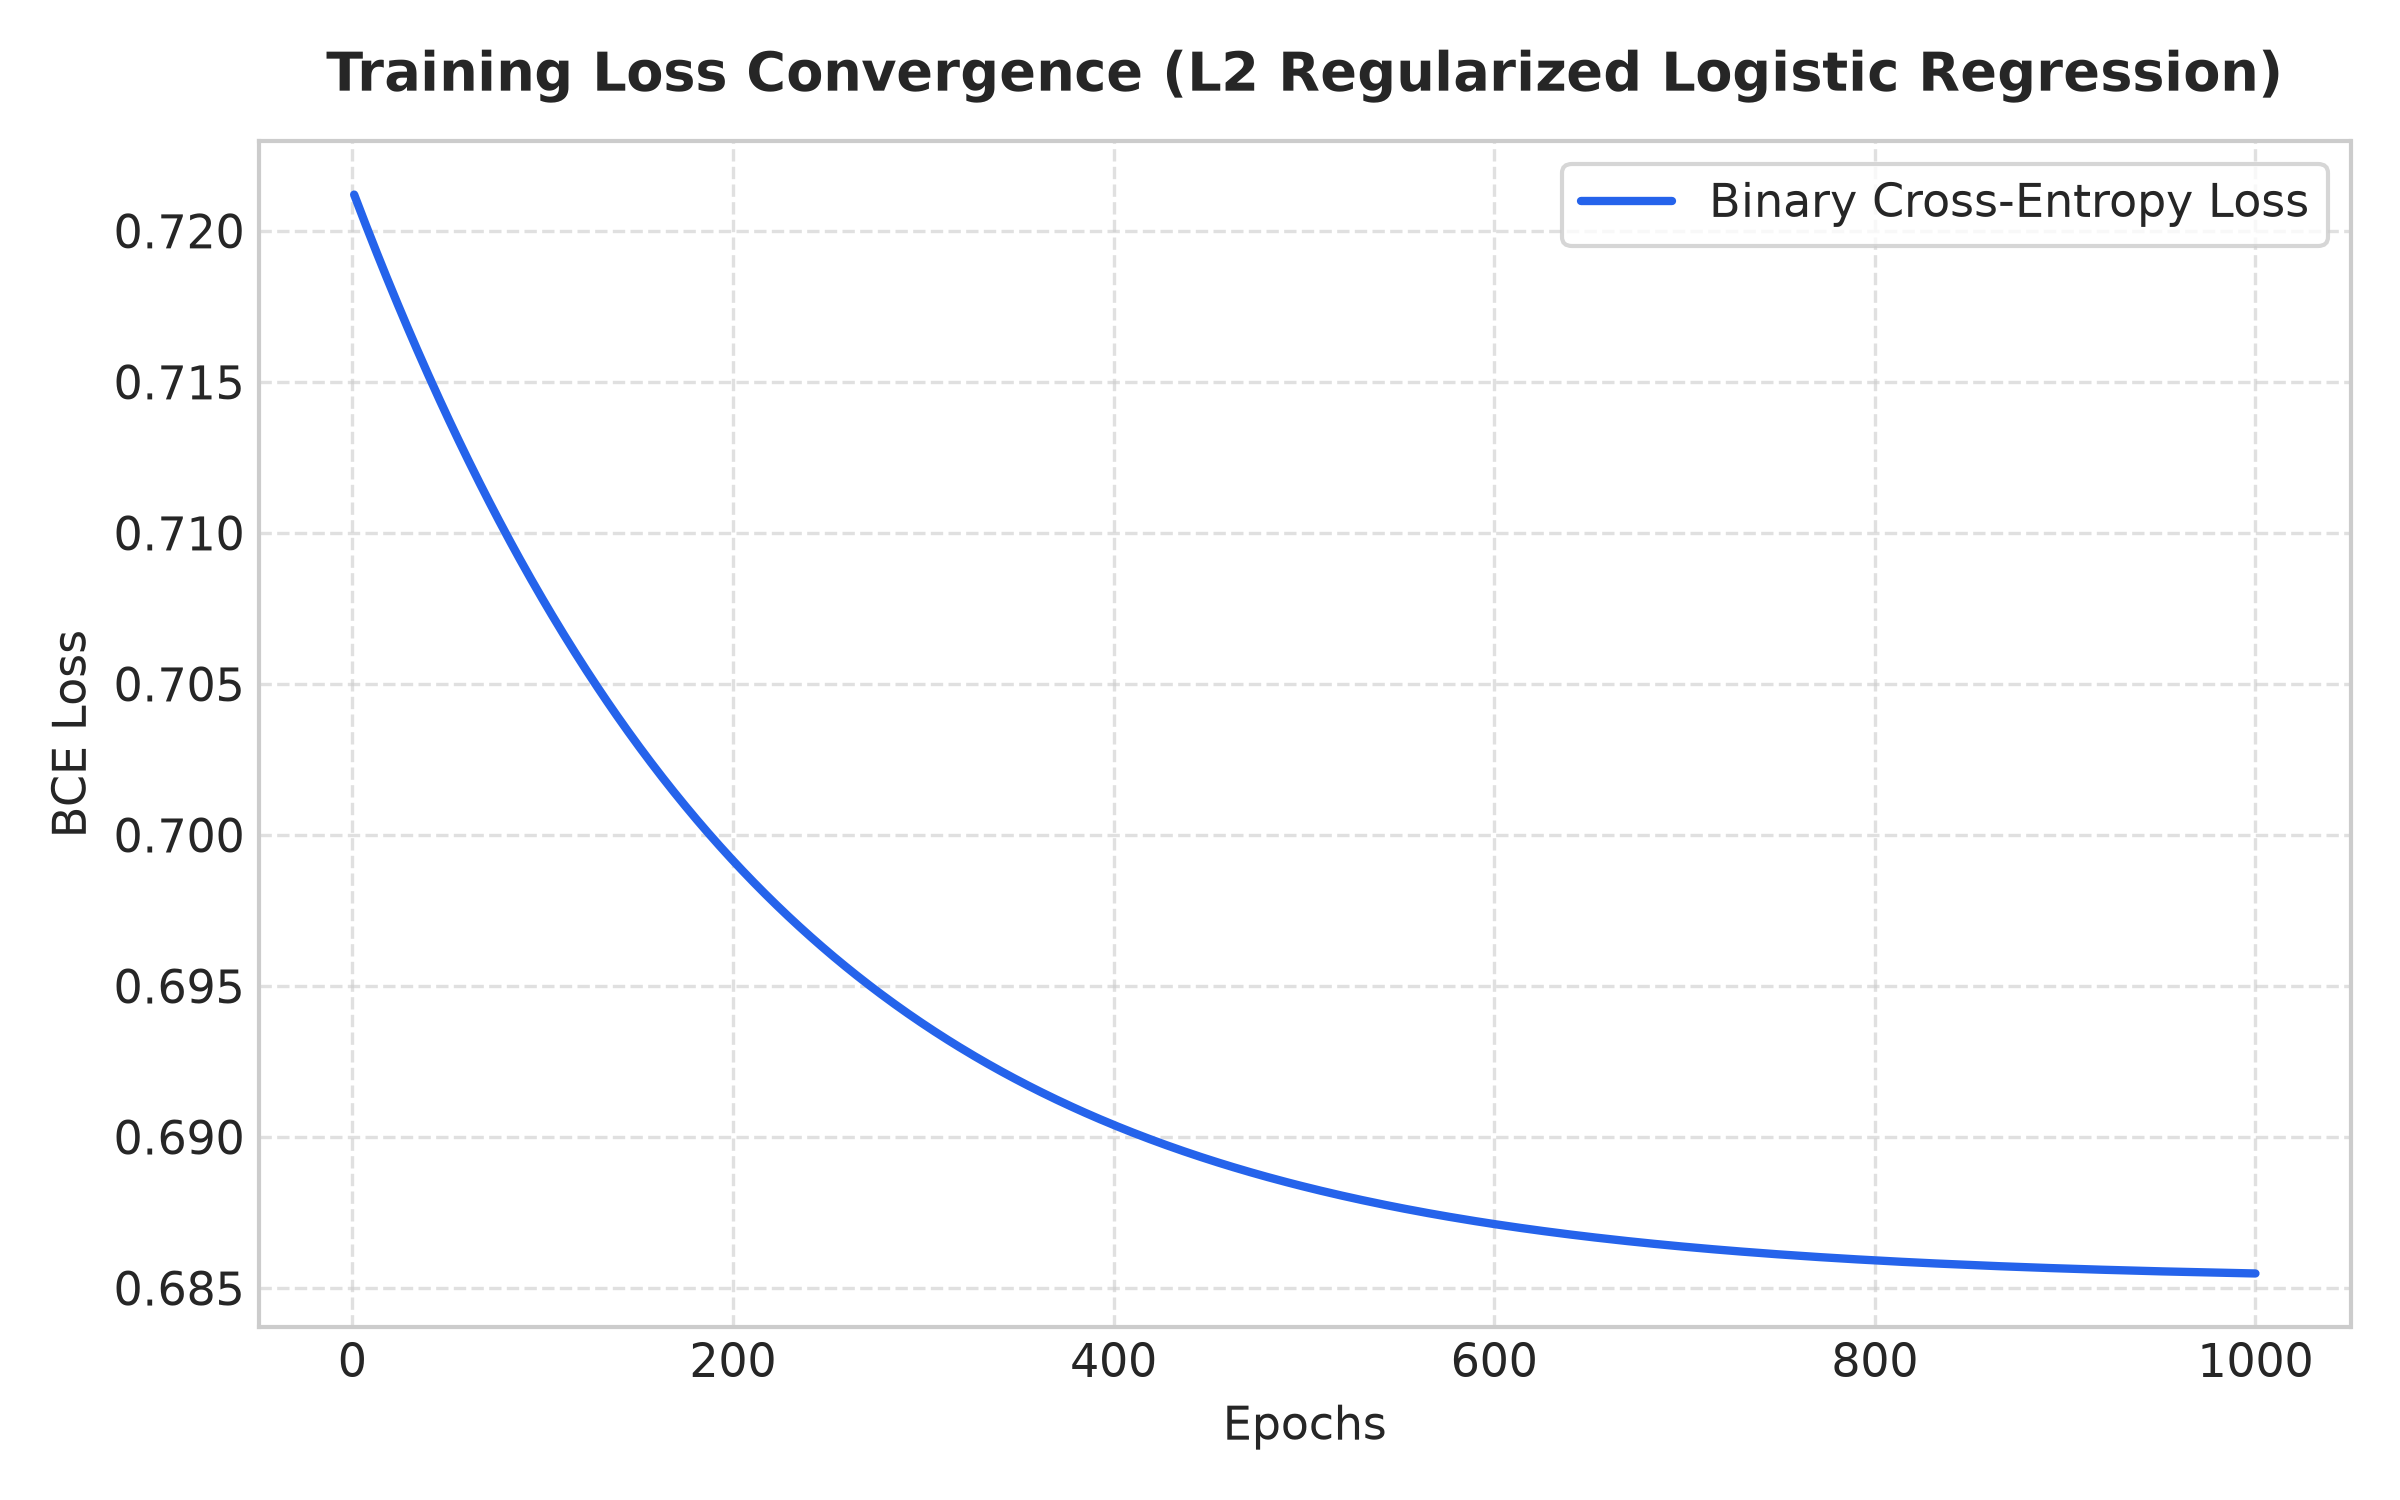 Training Loss Convergence (L2 Regularized Logistic Regression)
Binary Cross-Entropy Loss
BCE Loss
0.720
0.715
0.710
0.705
0.700
0.695
0.690
0.685
0 200 400 600 800 1000
Epochs